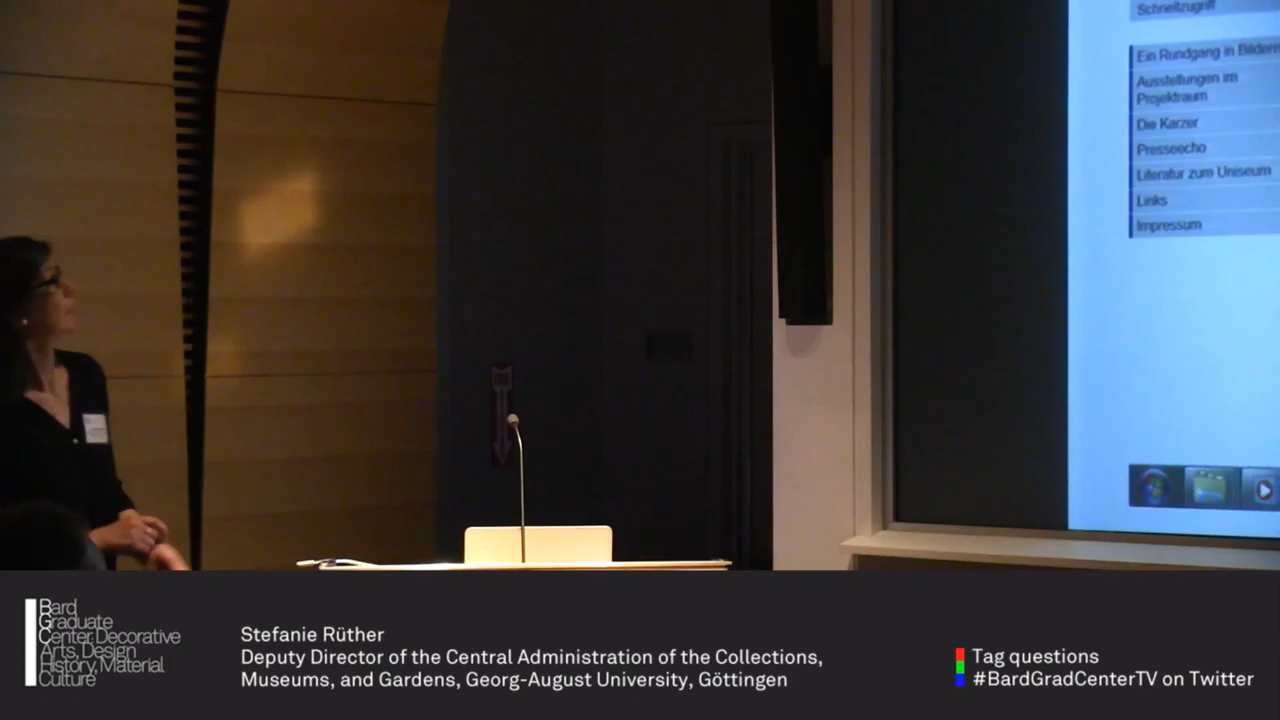 Schnellzugriff
Ein Rundgang in Bildern
Ausstellungen im
Projektraum
Die Karzer
Presseecho
Literatur zum Uniseum
Links
Impressum
Bard
Graduate
Center Decorative
Arts, Design
History, Material
Culture
Stefanie Rüther
Deputy Director of the Central Administration of the Collections,
Museums, and Gardens, Georg-August University, Göttingen
Tag questions
#BardGradCenterTV on Twitter